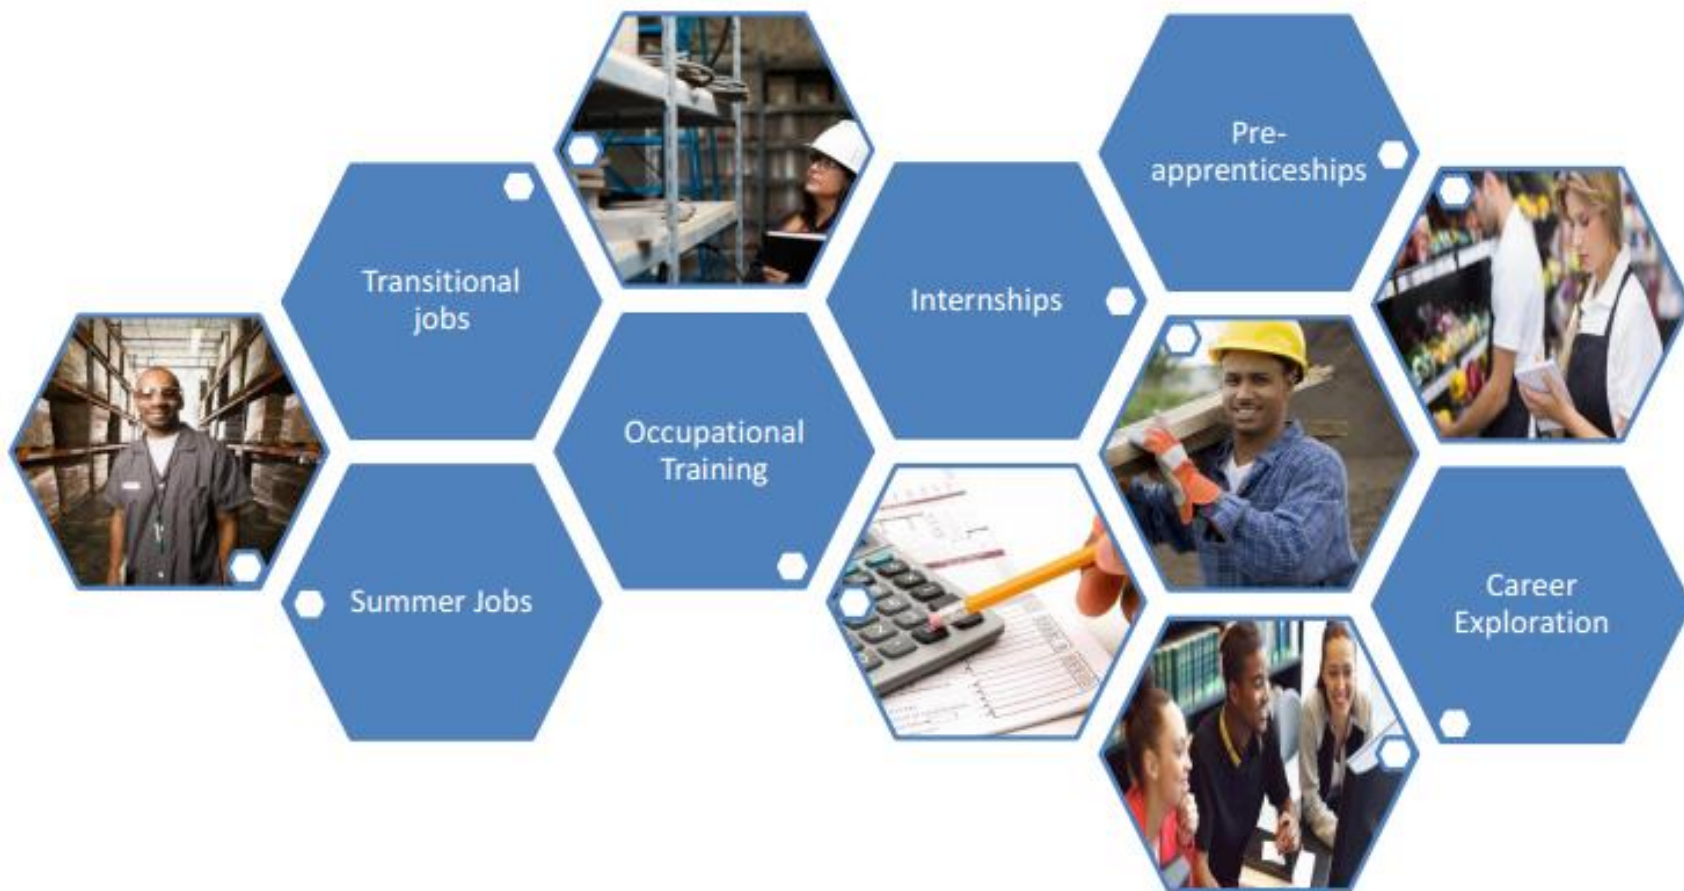 Transitional
jobs
Summer Jobs
Occupational
Training
Internships
Pre-
apprenticeships
Career
Exploration